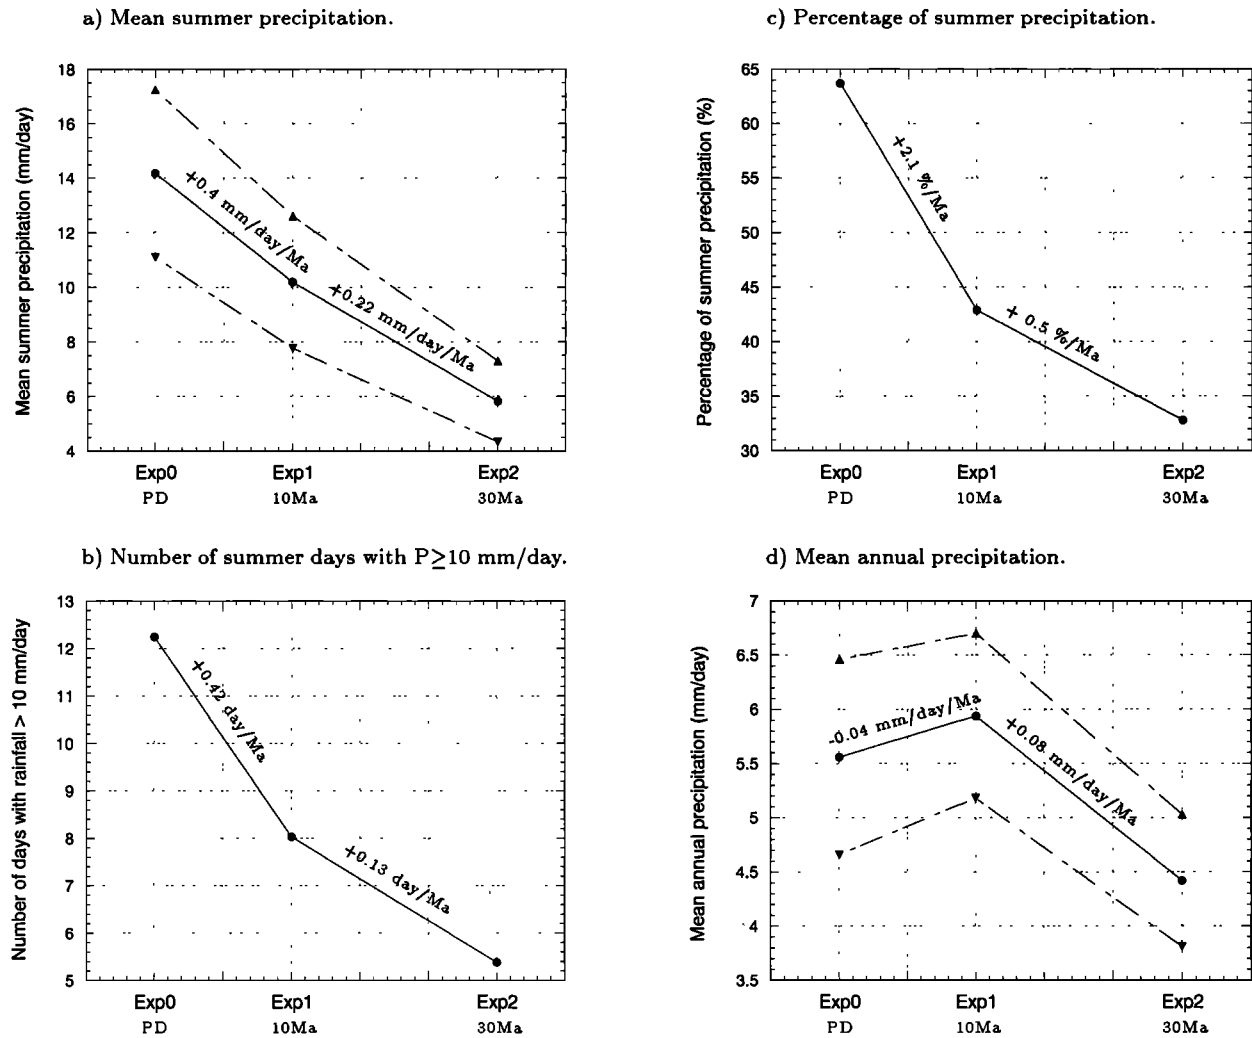 a) Mean summer precipitation.
Mean summer precipitation (mm/day)
18
16
14
12
10
8
6
4
+0.4 mm/day/Ma
+0.22 mm/day/Ma
Exp0 Exp1 Exp2
PD 10Ma 30Ma
c) Percentage of summer precipitation.
Percentage of summer precipitation (%)
65
60
55
50
45
40
35
30
+2.1 %/Ma
+ 0.5 %/Ma
Exp0 Exp1 Exp2
PD 10Ma 30Ma
b) Number of summer days with P≥10 mm/day.
Number of days with rainfall > 10 mm/day
13
12
11
10
9
8
7
6
5
+0.42 day/Ma
+0.13 day/Ma
Exp0 Exp1 Exp2
PD 10Ma 30Ma
d) Mean annual precipitation.
Mean annual precipitation (mm/day)
7
6.5
6
5.5
5
4.5
4
3.5
-0.04 mm/day/Ma
+0.08 mm/day/Ma
Exp0 Exp1 Exp2
PD 10Ma 30Ma